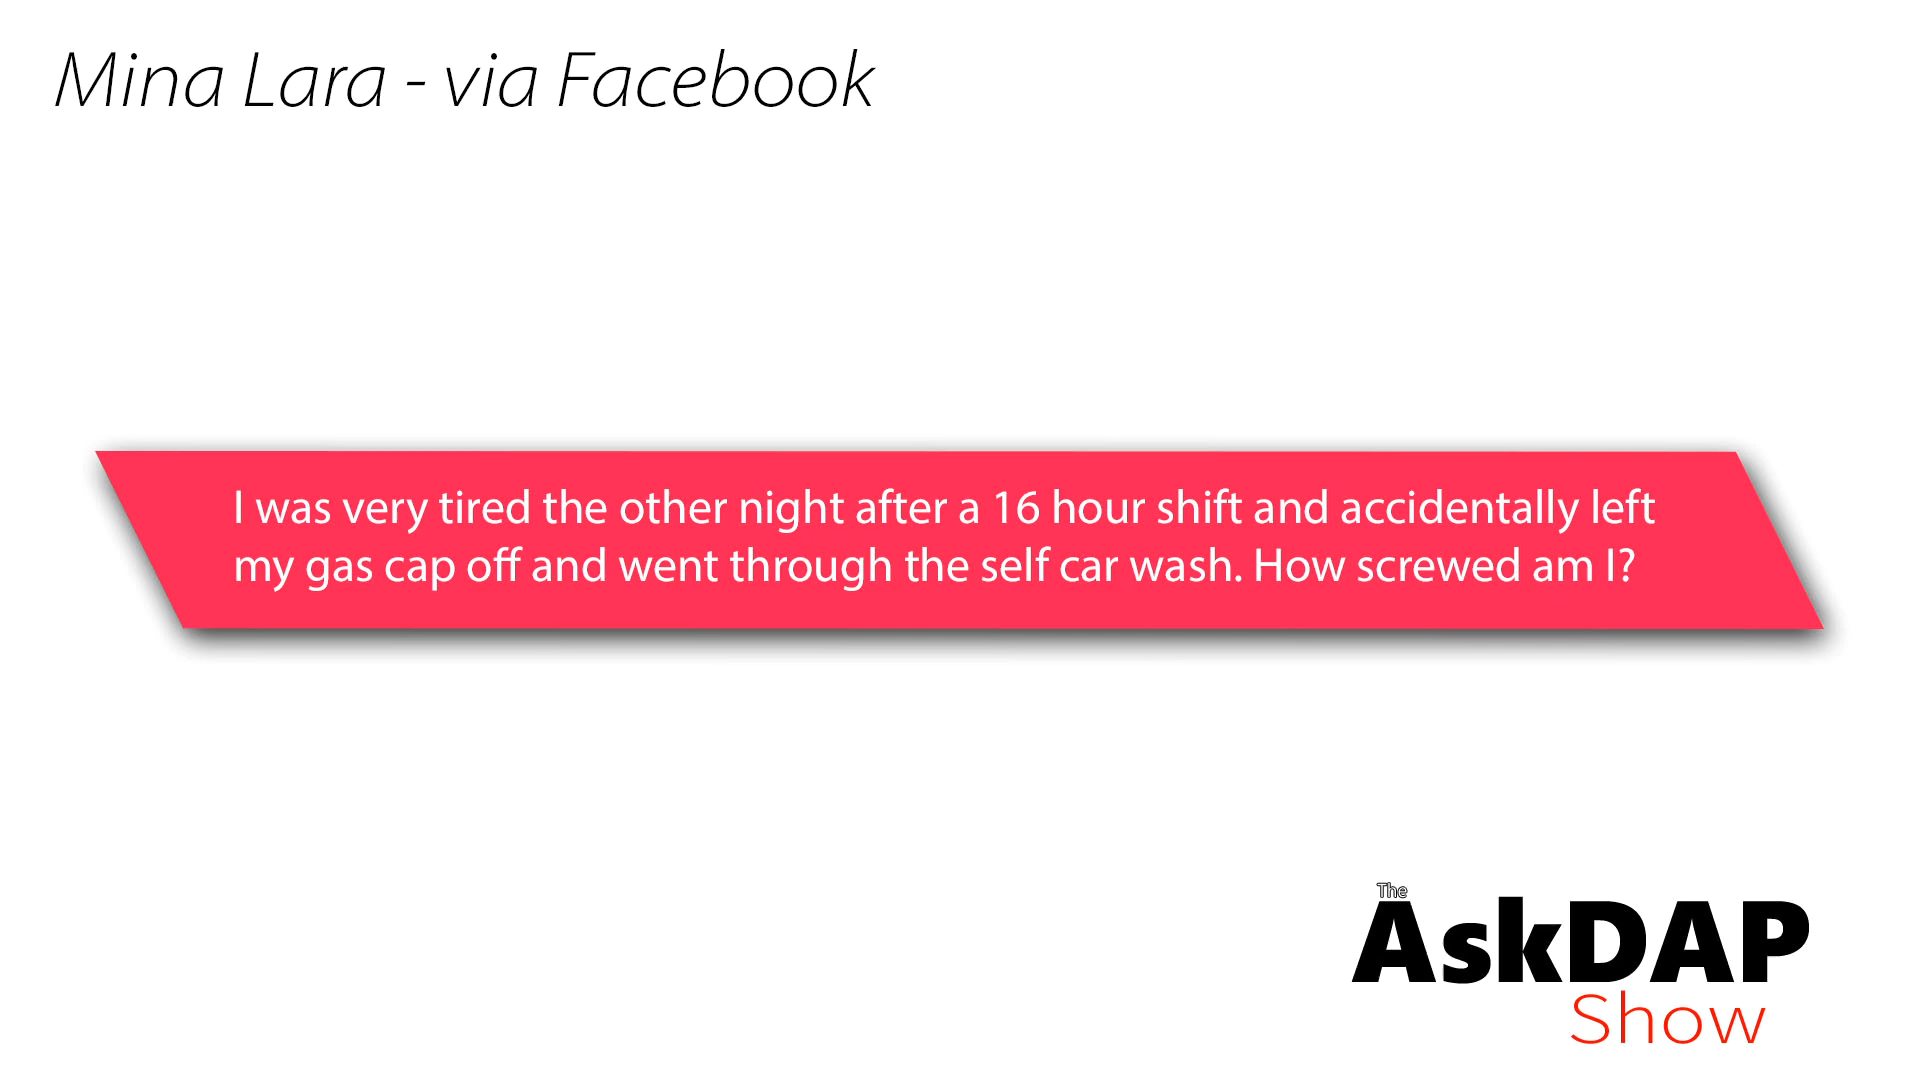 Mina Lara - via Facebook
I was very tired the other night after a 16 hour shift and accidentally left
my gas cap off and went through the self car wash. How screwed am I?
The
AskDAP
Show